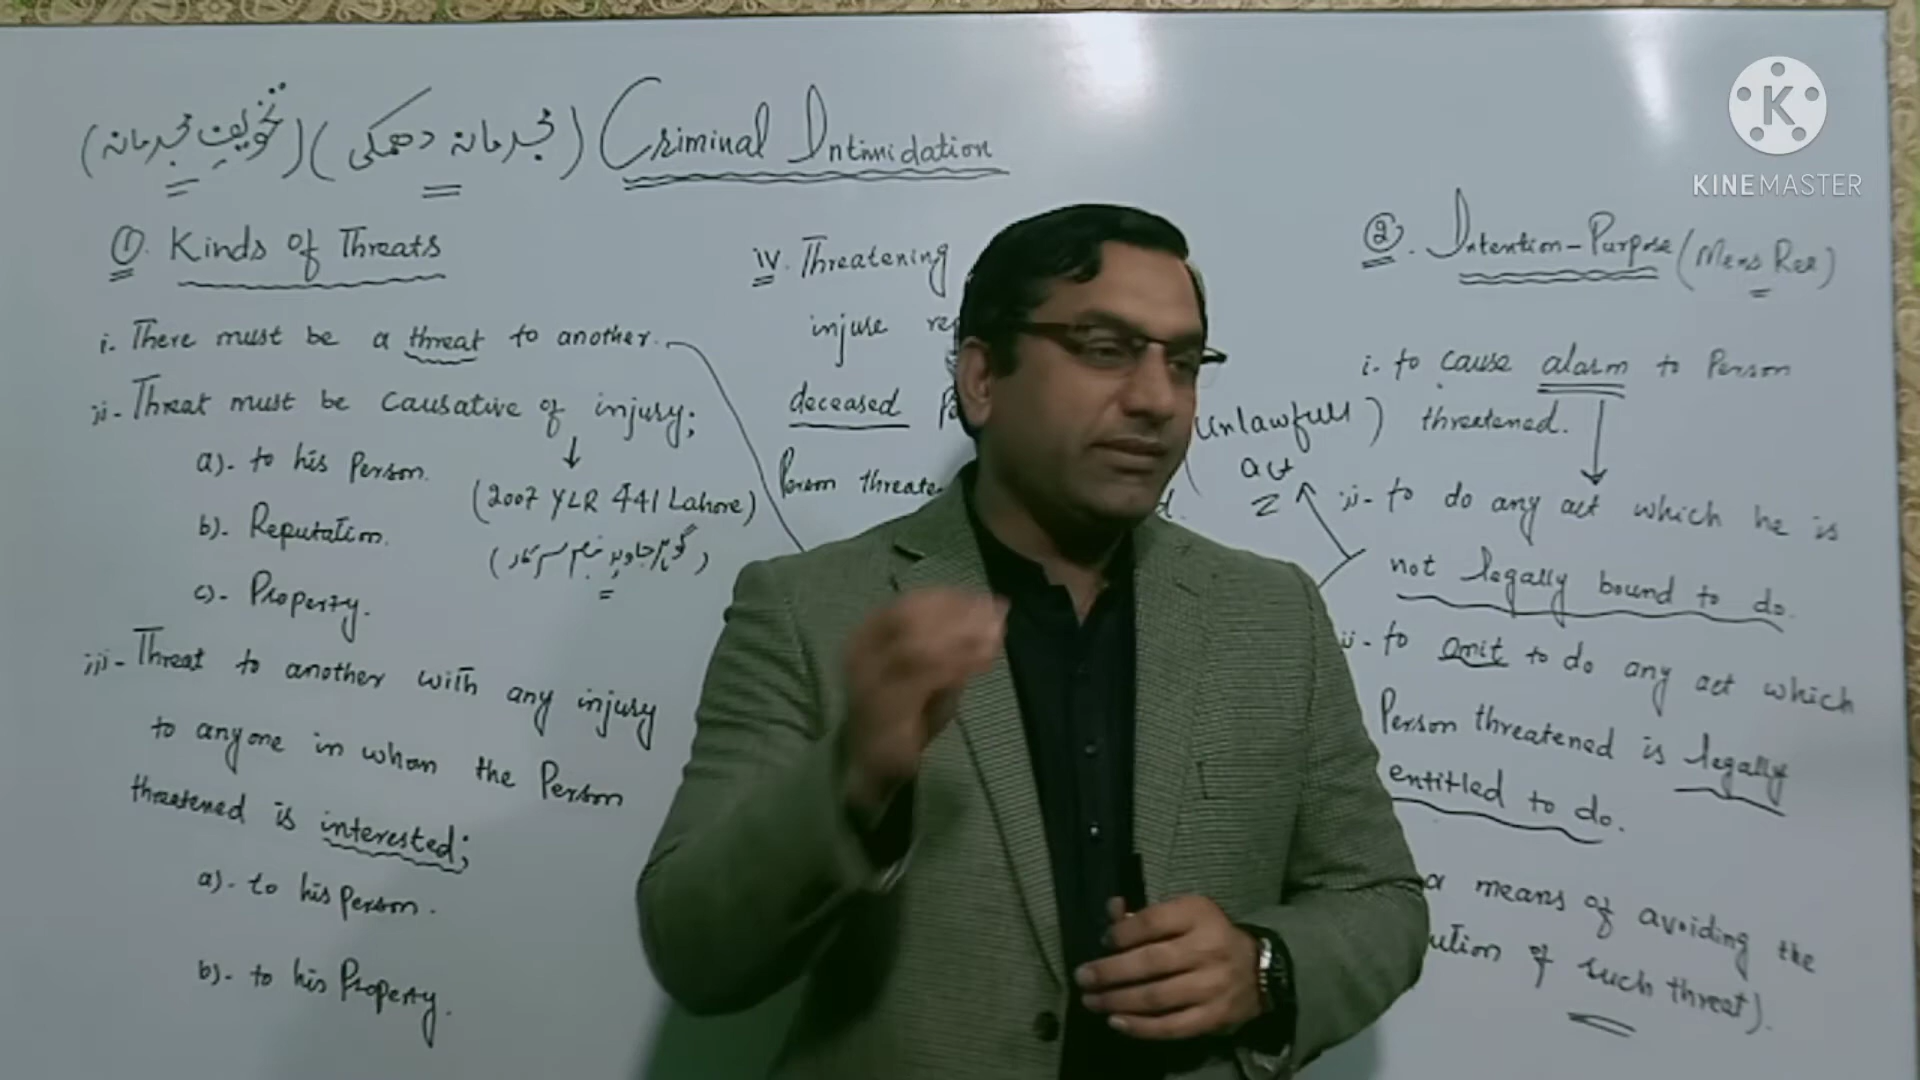 (تخویفِ مجرمانہ) (مجرمانہ دھمکی) Criminal Intimidation
① Kinds of Threats
i. There must be a threat to another.
ii- Threat must be causative of injury;
a)- to his Person.
b)- Reputation.
c)- Property.
(2007 YLR 441 Lahore)
iii- Threat to another with any injury
to anyone in whom the Person
threatened is interested;
a)- to his Person.
b)- to his Property.
iv. Threatening
injure
deceased
Person
(unlawfull)
act
②. Intention-Purpose (Mens Rea)
i- to cause alarm to Person
threatened.
ii- to do any act which he is
not legally bound to do.
to omit to do any act which
Person threatened is legally
entitled to do.
a means of avoiding the
of such threat).
KINEMASTER